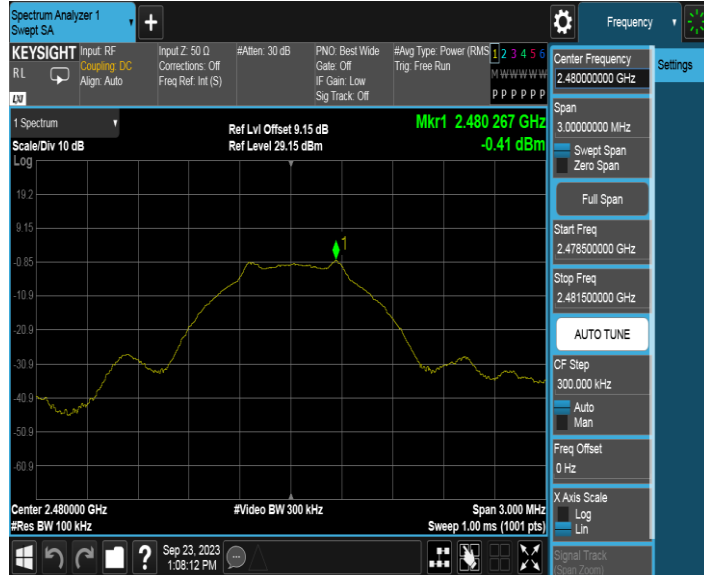 Spectrum Analyzer 1
Swept SA
+
Frequency
KEYSIGHT
RL
LXI
Input: RF
Coupling: DC
Align: Auto
Input Z: 50 Ω
Corrections: Off
Freq Ref: Int (S)
#Atten: 30 dB
PNO: Best Wide
Gate: Off
IF Gain: Low
Sig Track: Off
#Avg Type: Power (RMS
Trig: Free Run
1 2 3 4 5 6
M W W W W W
P P P P P P
1 Spectrum
Scale/Div 10 dB
Log
Ref Lvl Offset 9.15 dB
Ref Level 29.15 dBm
Mkr1 2.480 267 GHz
-0.41 dBm
1
19.2
9.15
-0.85
-10.9
-20.9
-30.9
-40.9
-50.9
-60.9
Center 2.480000 GHz
#Res BW 100 kHz
#Video BW 300 kHz
Span 3.000 MHz
Sweep 1.00 ms (1001 pts)
?
Sep 23, 2023
1:08:12 PM
Center Frequency
2.480000000 GHz
Span
3.00000000 MHz
Swept Span
Zero Span
Full Span
Start Freq
2.478500000 GHz
Stop Freq
2.481500000 GHz
AUTO TUNE
CF Step
300.000 kHz
Auto
Man
Freq Offset
0 Hz
X Axis Scale
Log
Lin
Signal Track
(Span Zoom)
Settings